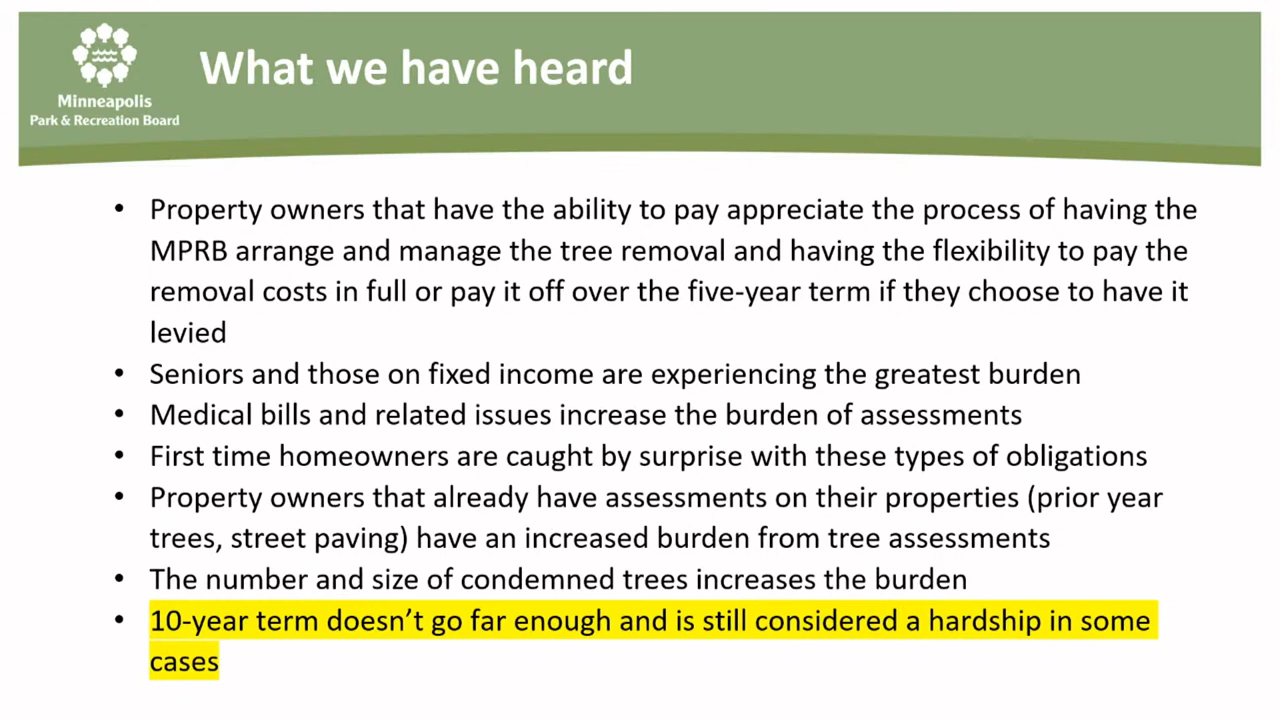 Minneapolis
Park & Recreation Board
What we have heard
• Property owners that have the ability to pay appreciate the process of having the
MPRB arrange and manage the tree removal and having the flexibility to pay the
removal costs in full or pay it off over the five-year term if they choose to have it
levied
• Seniors and those on fixed income are experiencing the greatest burden
• Medical bills and related issues increase the burden of assessments
• First time homeowners are caught by surprise with these types of obligations
• Property owners that already have assessments on their properties (prior year
trees, street paving) have an increased burden from tree assessments
• The number and size of condemned trees increases the burden
• 10-year term doesn’t go far enough and is still considered a hardship in some
cases